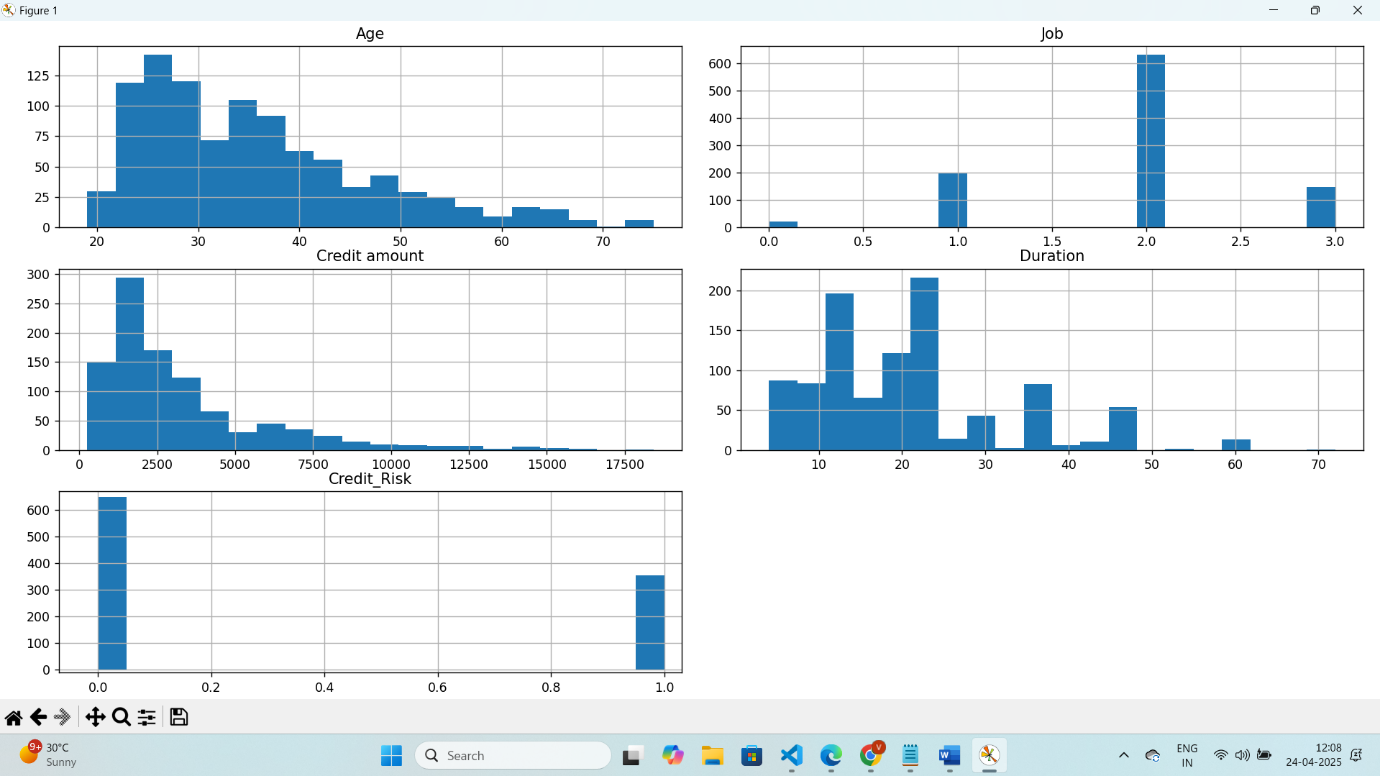 Figure 1
Age
125
100
75
50
25
0
20 30 40 50 60 70
Job
600
500
400
300
200
100
0
0.0 0.5 1.0 1.5 2.0 2.5 3.0
Credit amount
300
250
200
150
100
50
0
0 2500 5000 7500 10000 12500 15000 17500
Duration
200
150
100
50
0
10 20 30 40 50 60 70
Credit_Risk
600
500
400
300
200
100
0
0.0 0.2 0.4 0.6 0.8 1.0
9+
30°C
Sunny
Search
V
W
ENG
IN
12:08
24-04-2025